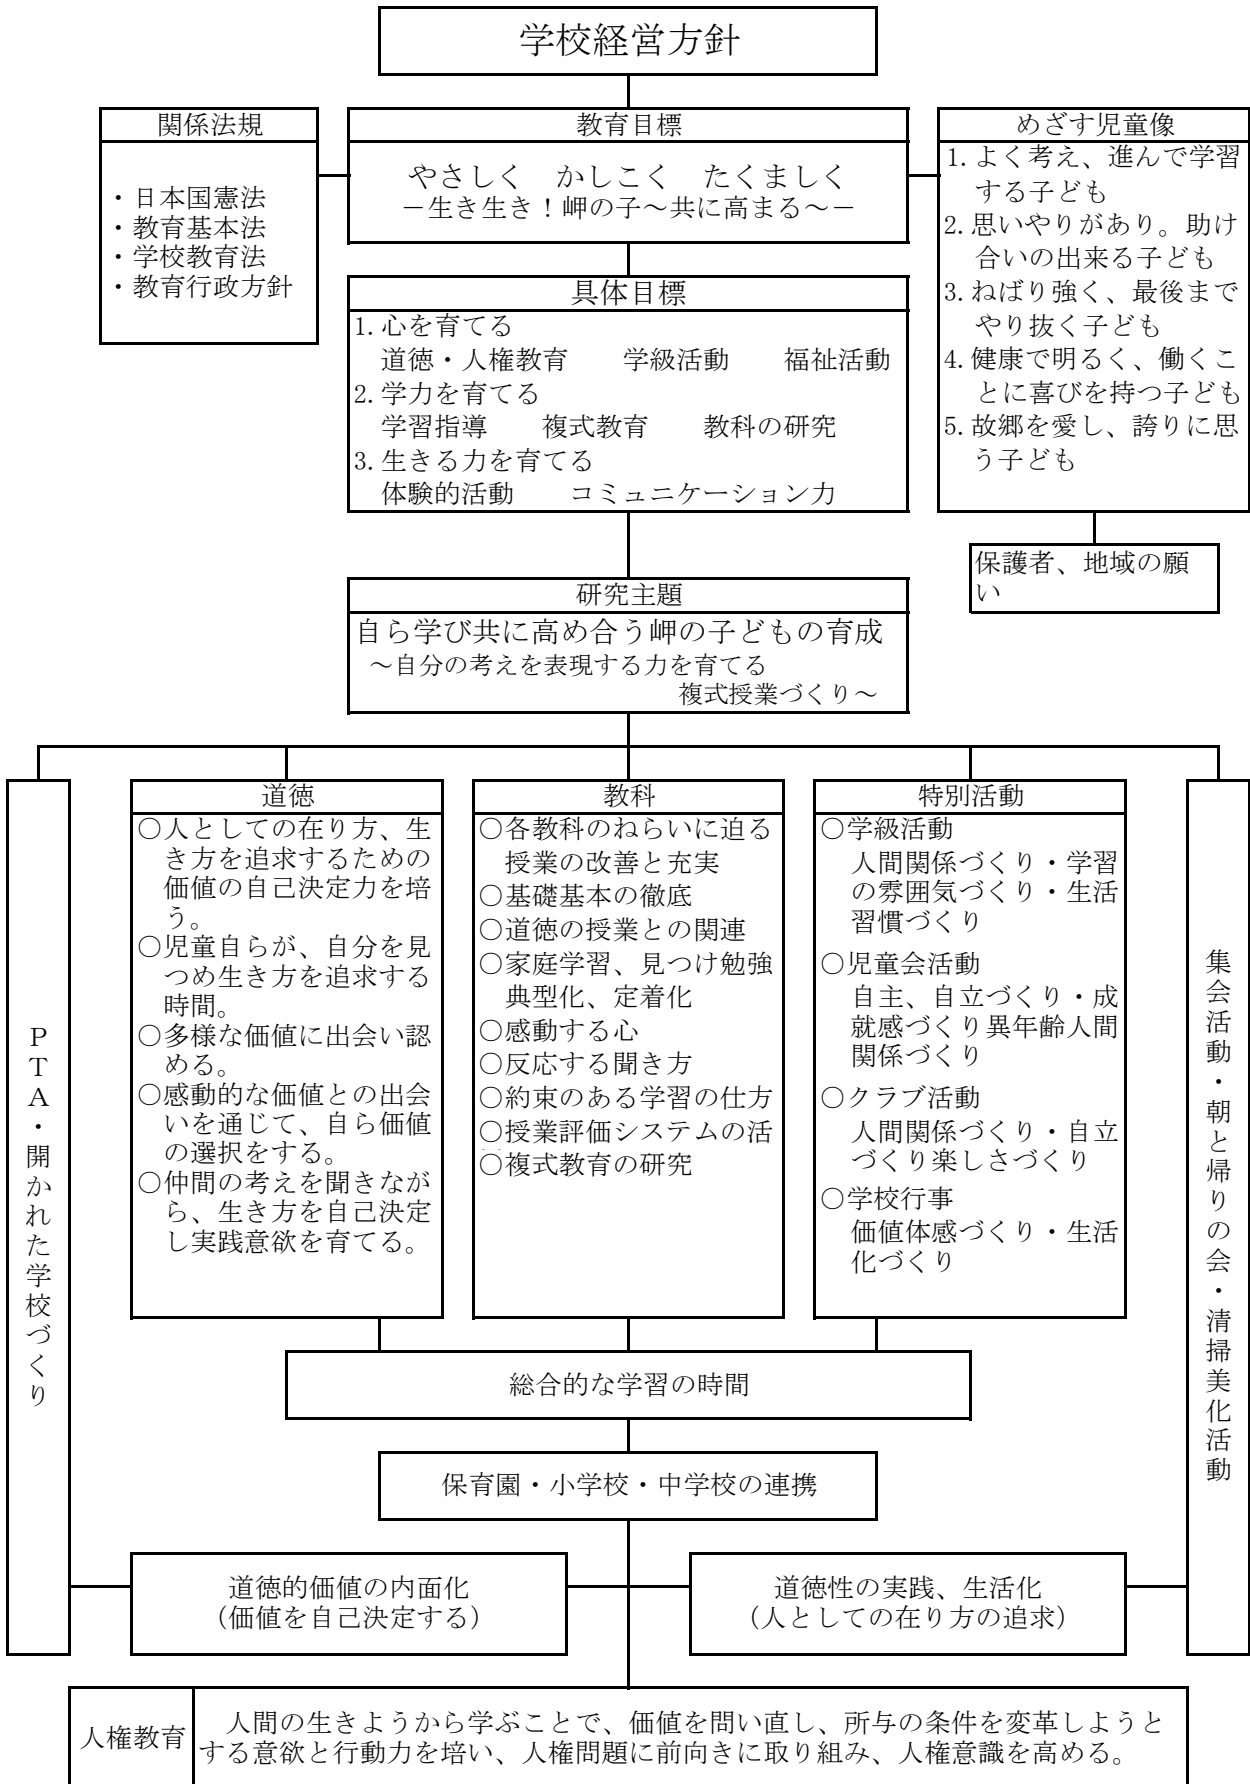 学校経営方針
関係法規
・日本国憲法
・教育基本法
・学校教育法
・教育行政方針
教育目標
やさしく　かしこく　たくましく
－生き生き！岬の子～共に高まる～－
めざす児童像
1.よく考え、進んで学習
する子ども
2.思いやりがあり。助け
合いの出来る子ども
3.ねばり強く、最後まで
やり抜く子ども
4.健康で明るく、働くこ
とに喜びを持つ子ども
5.故郷を愛し、誇りに思
う子ども
具体目標
1.心を育てる
道徳・人権教育　　学級活動　　福祉活動
2.学力を育てる
学習指導　　複式教育　　教科の研究
3.生きる力を育てる
体験的活動　　コミュニケーション力
保護者、地域の願
い
研究主題
自ら学び共に高め合う岬の子どもの育成
～自分の考えを表現する力を育てる
複式授業づくり～
ＰＴＡ・開かれた学校づくり
道徳
○人としての在り方、生
き方を追求するための
価値の自己決定力を培
う。
○児童自らが、自分を見
つめ生き方を追求する
時間。
○多様な価値に出会い認
める。
○感動的な価値との出会
いを通じて、自ら価値
の選択をする。
○仲間の考えを聞きなが
ら、生き方を自己決定
し実践意欲を育てる。
教科
○各教科のねらいに迫る
授業の改善と充実
○基礎基本の徹底
○道徳の授業との関連
○家庭学習、見つけ勉強
典型化、定着化
○感動する心
○反応する聞き方
○約束のある学習の仕方
○授業評価システムの活
○複式教育の研究
特別活動
○学級活動
人間関係づくり・学習
の雰囲気づくり・生活
習慣づくり
○児童会活動
自主、自立づくり・成
就感づくり異年齢人間
関係づくり
○クラブ活動
人間関係づくり・自立
づくり楽しさづくり
○学校行事
価値体感づくり・生活
化づくり
集会活動・朝と帰りの会・清掃美化活動
総合的な学習の時間
保育園・小学校・中学校の連携
道徳的価値の内面化
（価値を自己決定する）
道徳性の実践、生活化
（人としての在り方の追求）
人権教育
人間の生きようから学ぶことで、価値を問い直し、所与の条件を変革しようと
する意欲と行動力を培い、人権問題に前向きに取り組み、人権意識を高める。